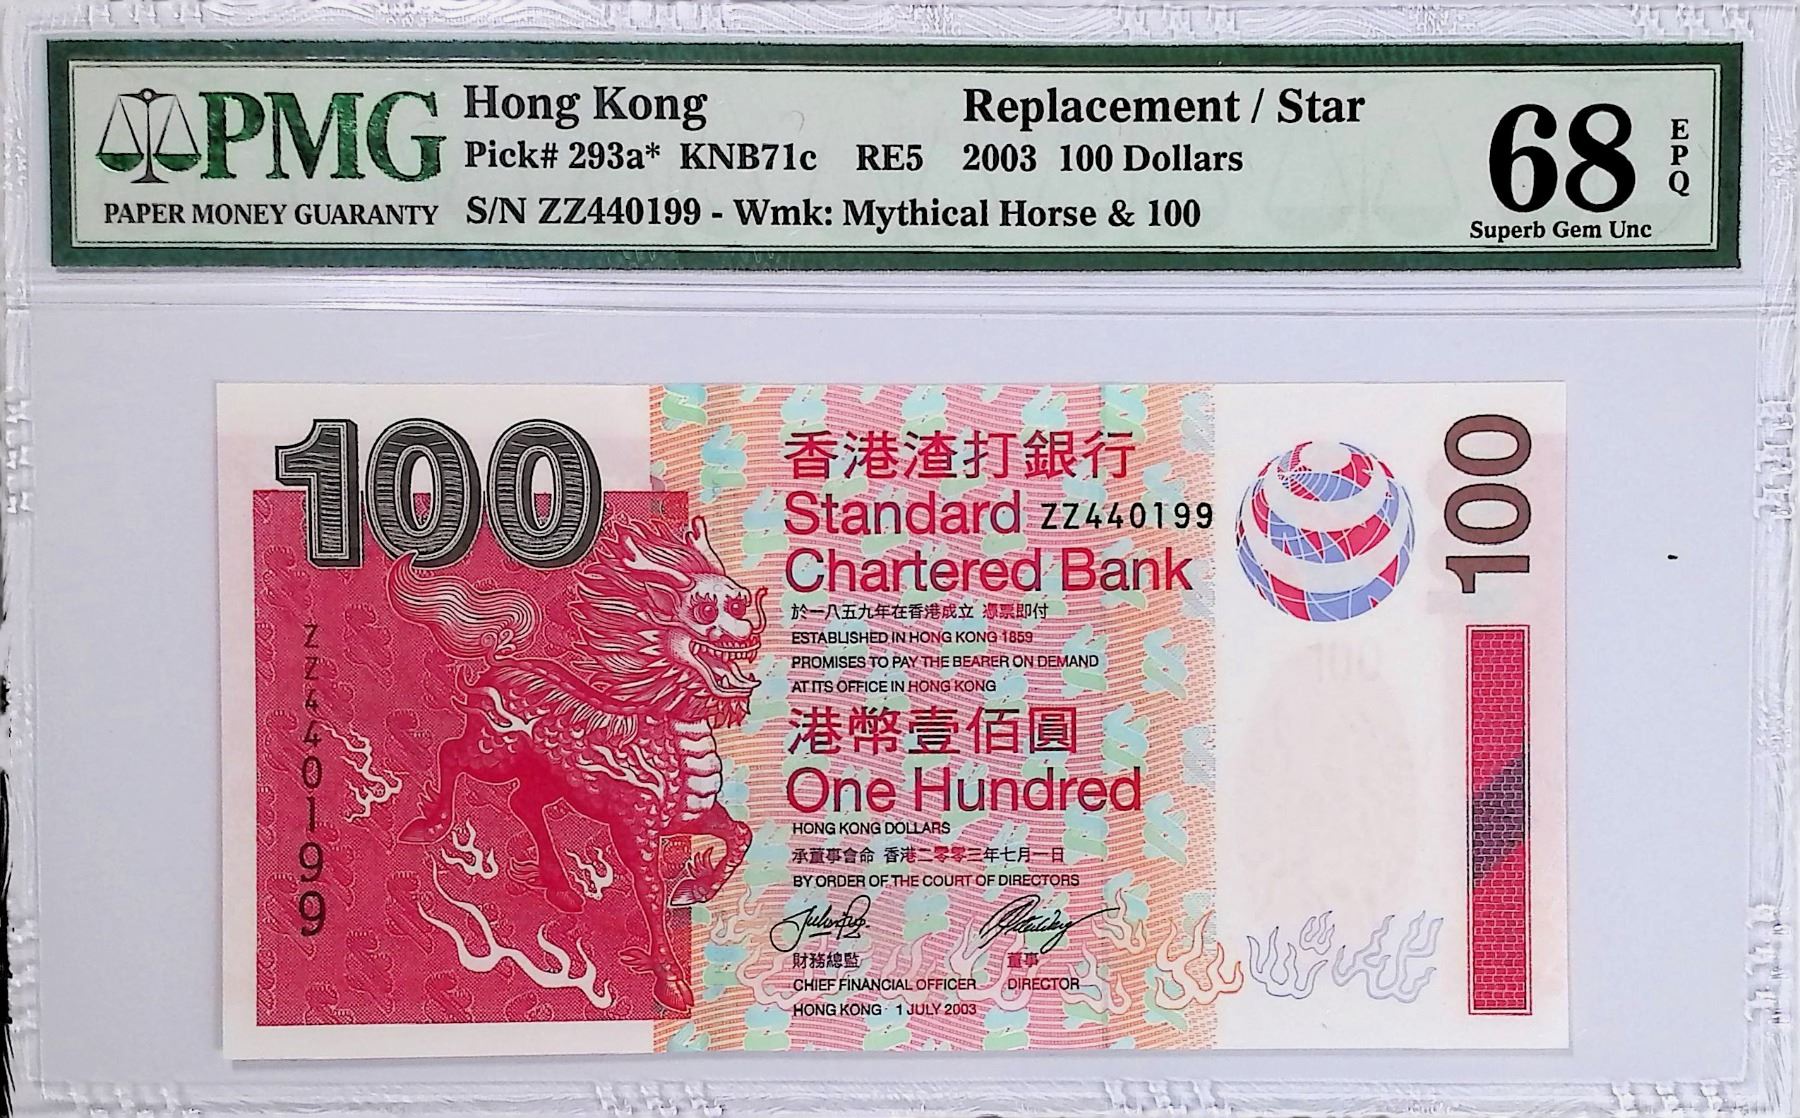 PMG
PAPER MONEY GUARANTY
Hong Kong
Replacement / Star
Pick# 293a* KNB71c RE5 2003 100 Dollars
S/N ZZ440199 - Wmk: Mythical Horse & 100
68
EPQ
Superb Gem Unc
100
香港渣打銀行
Standard ZZ440199
Chartered Bank
於一八五九年在香港成立 憑票即付
ESTABLISHED IN HONG KONG 1859
PROMISES TO PAY THE BEARER ON DEMAND
AT ITS OFFICE IN HONG KONG
港幣壹佰圓
One Hundred
HONG KONG DOLLARS
承董事會命 香港二零零三年七月一日
BY ORDER OF THE COURT OF DIRECTORS
財務總監 董事
CHIEF FINANCIAL OFFICER DIRECTOR
HONG KONG 1 JULY 2003
ZZ440199
100
100